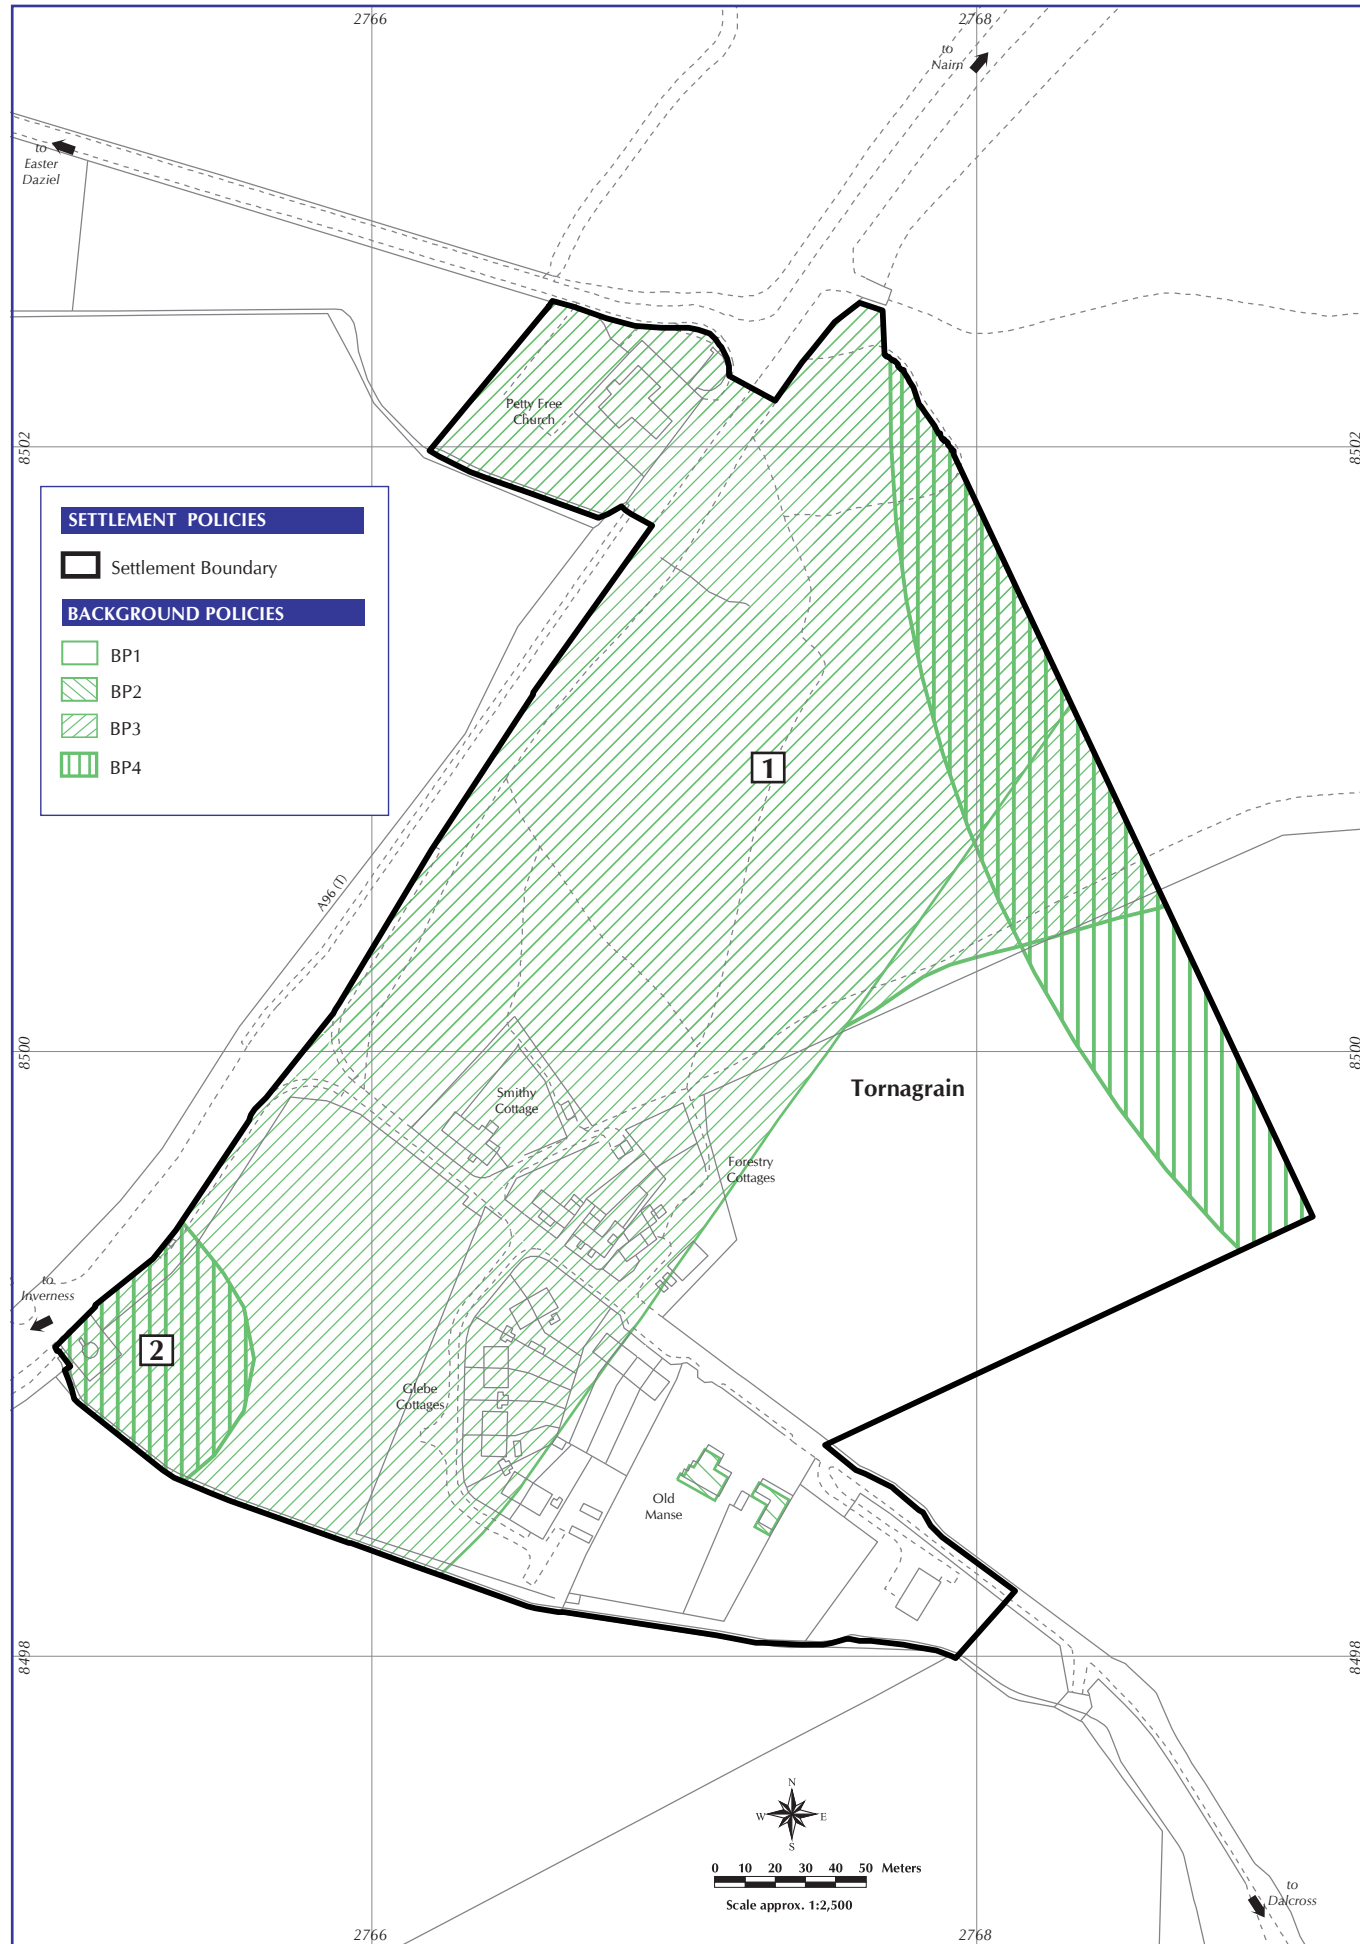 2766
2768
to
Nairn
to
Easter
Daziel
Petty Free
Church
8502
8502
SETTLEMENT POLICIES
Settlement Boundary
BACKGROUND POLICIES
BP1
BP2
BP3
BP4
1
A96 (T)
8500
8500
Tornagrain
Smithy
Cottage
Forestry
Cottages
to
Inverness
2
Glebe
Cottages
Old
Manse
8498
8498
N
W E
S
0 10 20 30 40 50 Meters
Scale approx. 1:2,500
to
Dalcross
2766
2768